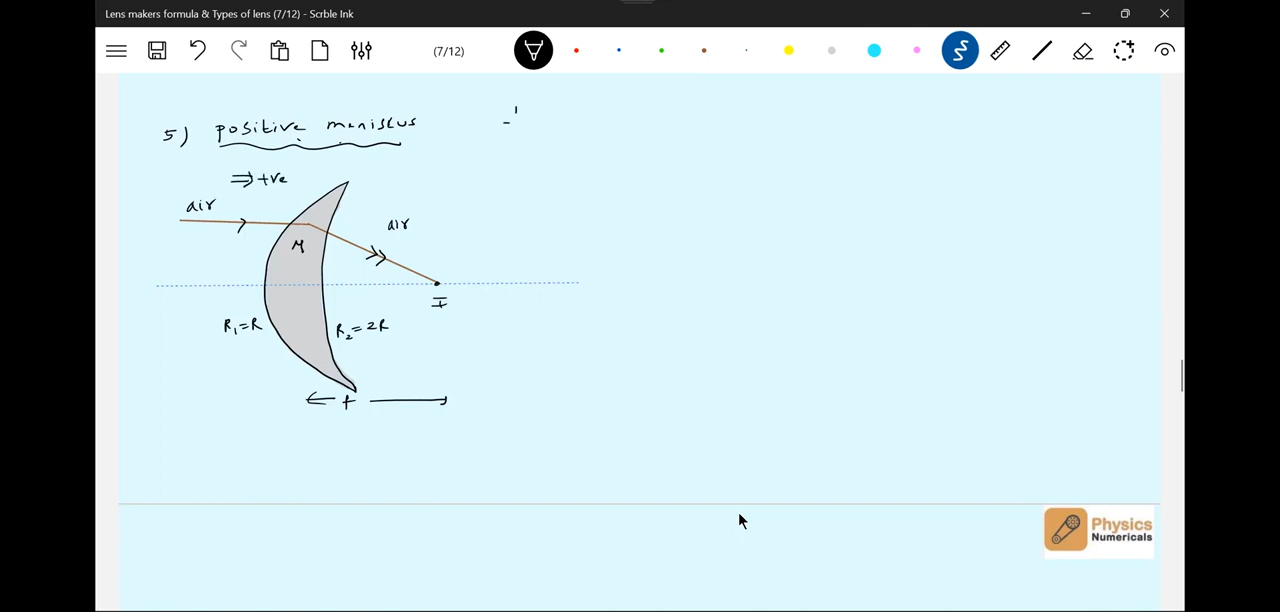 Lens makers formula & Types of lens (7/12) - Scrble Ink
(7/12)
5) positive meniscus
⇒ +ve
air
air
μ
I
R₁=R
R₂=2R
f
Physics
Numericals